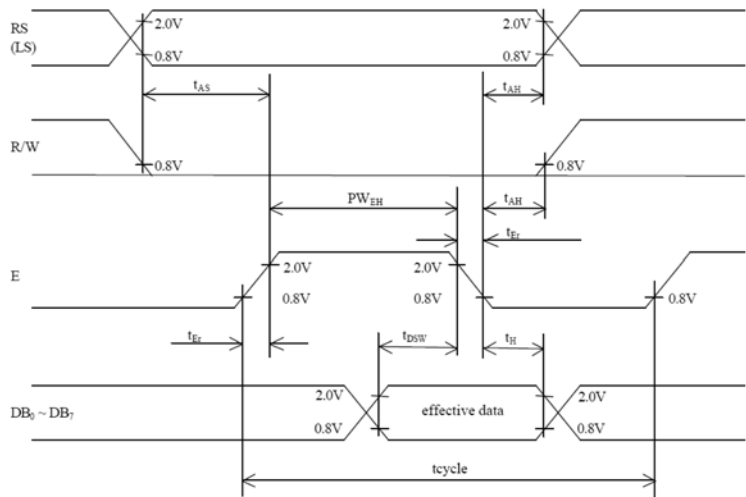 RS
(LS)
2.0V
2.0V
0.8V
0.8V
tAS
tAH
R/W
0.8V
0.8V
PWEH
tAH
tEr
E
2.0V
2.0V
0.8V
0.8V
0.8V
tEr
tDSW
tH
DB0 ~ DB7
2.0V
effective data
2.0V
0.8V
0.8V
tcycle